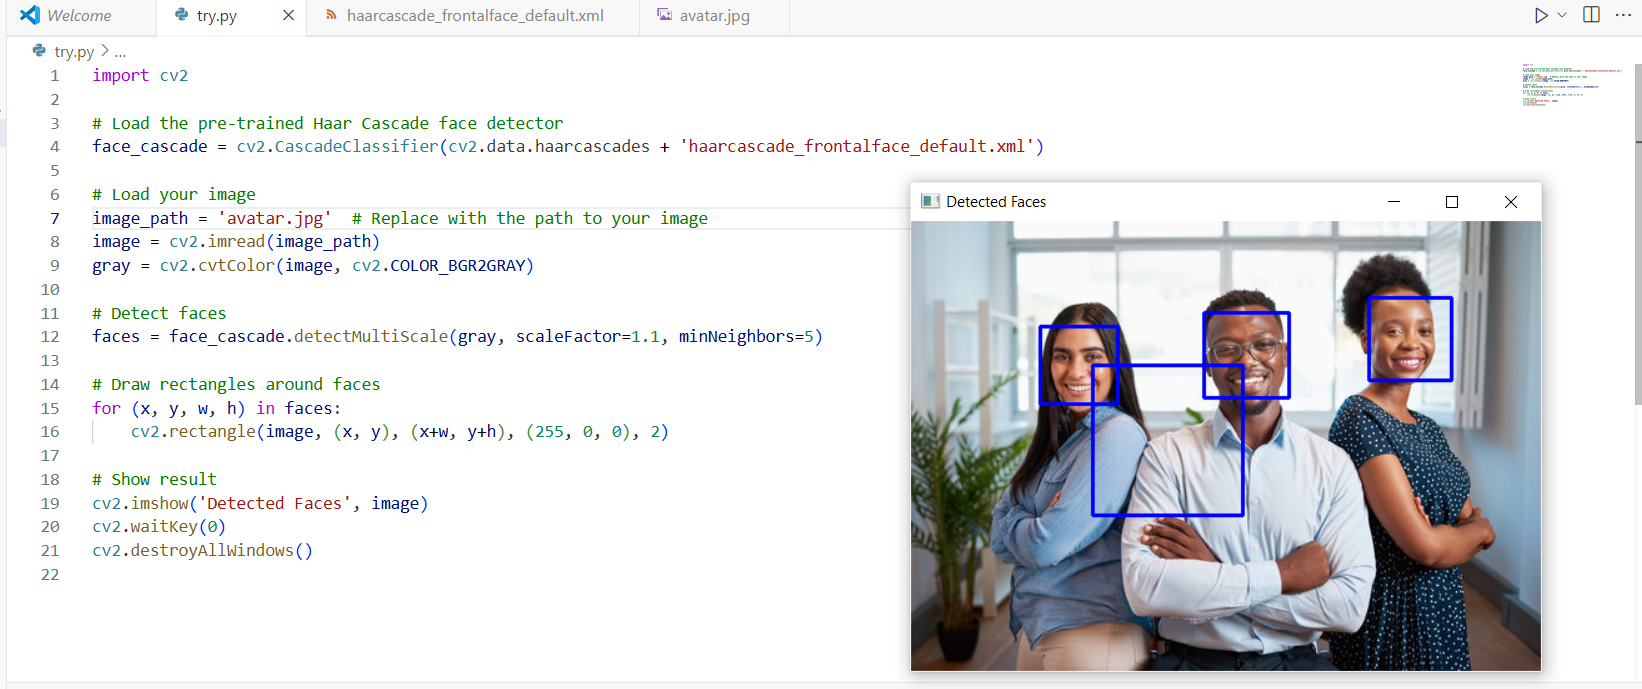 Welcome
try.py
haarcascade_frontalface_default.xml
avatar.jpg
try.py > ...
1 import cv2
2
3 # Load the pre-trained Haar Cascade face detector
4 face_cascade = cv2.CascadeClassifier(cv2.data.haarcascades + 'haarcascade_frontalface_default.xml')
5
6 # Load your image
7 image_path = 'avatar.jpg'  # Replace with the path to your image
8 image = cv2.imread(image_path)
9 gray = cv2.cvtColor(image, cv2.COLOR_BGR2GRAY)
10
11 # Detect faces
12 faces = face_cascade.detectMultiScale(gray, scaleFactor=1.1, minNeighbors=5)
13
14 # Draw rectangles around faces
15 for (x, y, w, h) in faces:
16     cv2.rectangle(image, (x, y), (x+w, y+h), (255, 0, 0), 2)
17
18 # Show result
19 cv2.imshow('Detected Faces', image)
20 cv2.waitKey(0)
21 cv2.destroyAllWindows()
22
Detected Faces